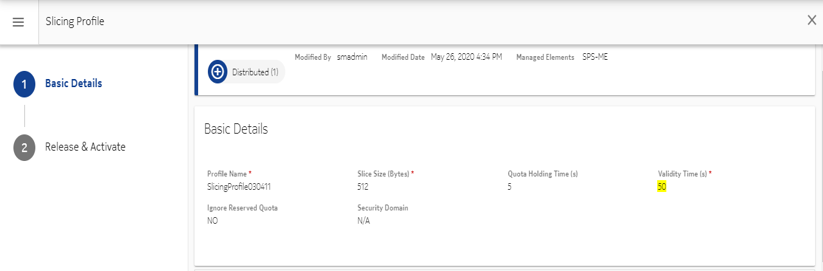 Slicing Profile X
Modified By smadmin Modified Date May 26, 2020 4:34 PM Managed Elements SPS-ME
Distributed (1)
1 Basic Details
2 Release & Activate
Basic Details
Profile Name * Slice Size (Bytes) * Quota Holding Time (s) Validity Time (s) *
SlicingProfile030411 512 5 50
Ignore Reserved Quota Security Domain
NO N/A